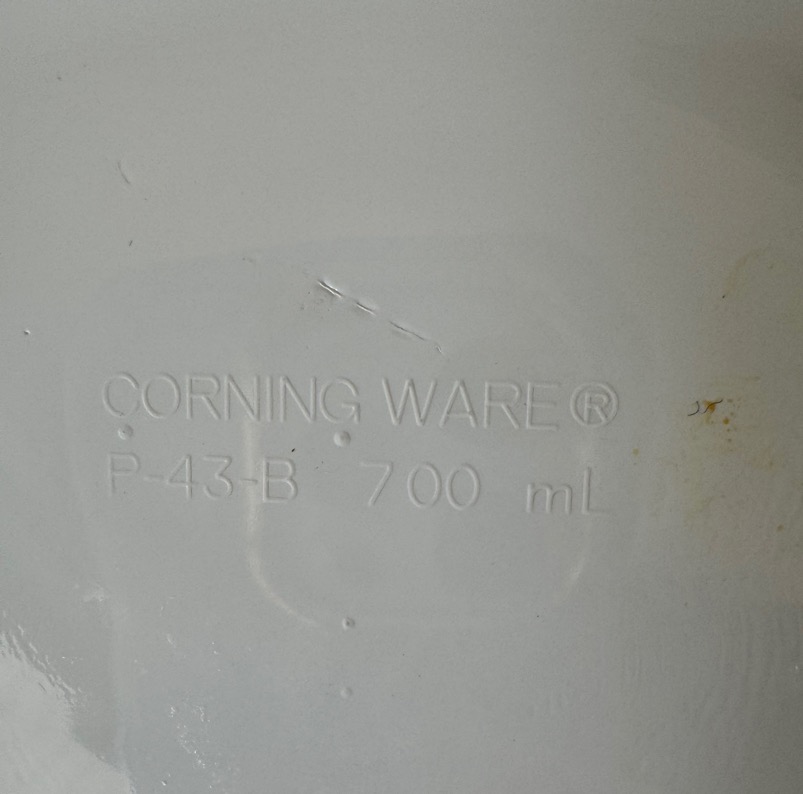 CORNING WARE®
P-43-B 700 mL